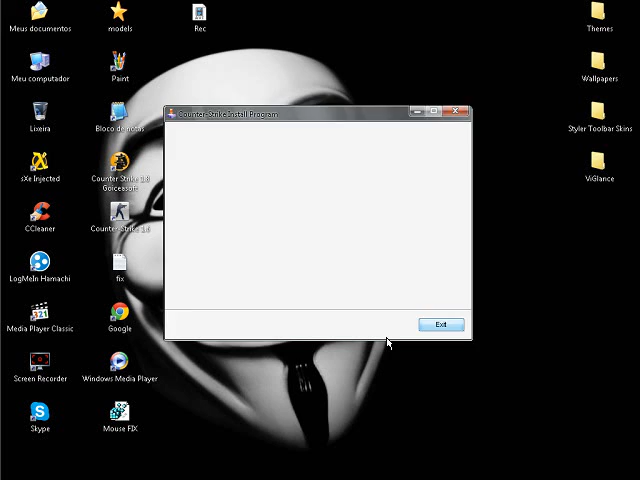 Meus documentos
models
Rec
Themes
Meu computador
Paint
Wallpapers
Counter-Strike Install Program
Lixeira
Bloco de notas
Styler Toolbar Skins
sXe Injected
Counter Strike 1.6
Goiceasoft
ViGlance
CCleaner
Counter-Strike 1.6
LogMeIn Hamachi
fix
Media Player Classic
Google
Exit
Screen Recorder
Windows Media Player
Skype
Mouse FIX